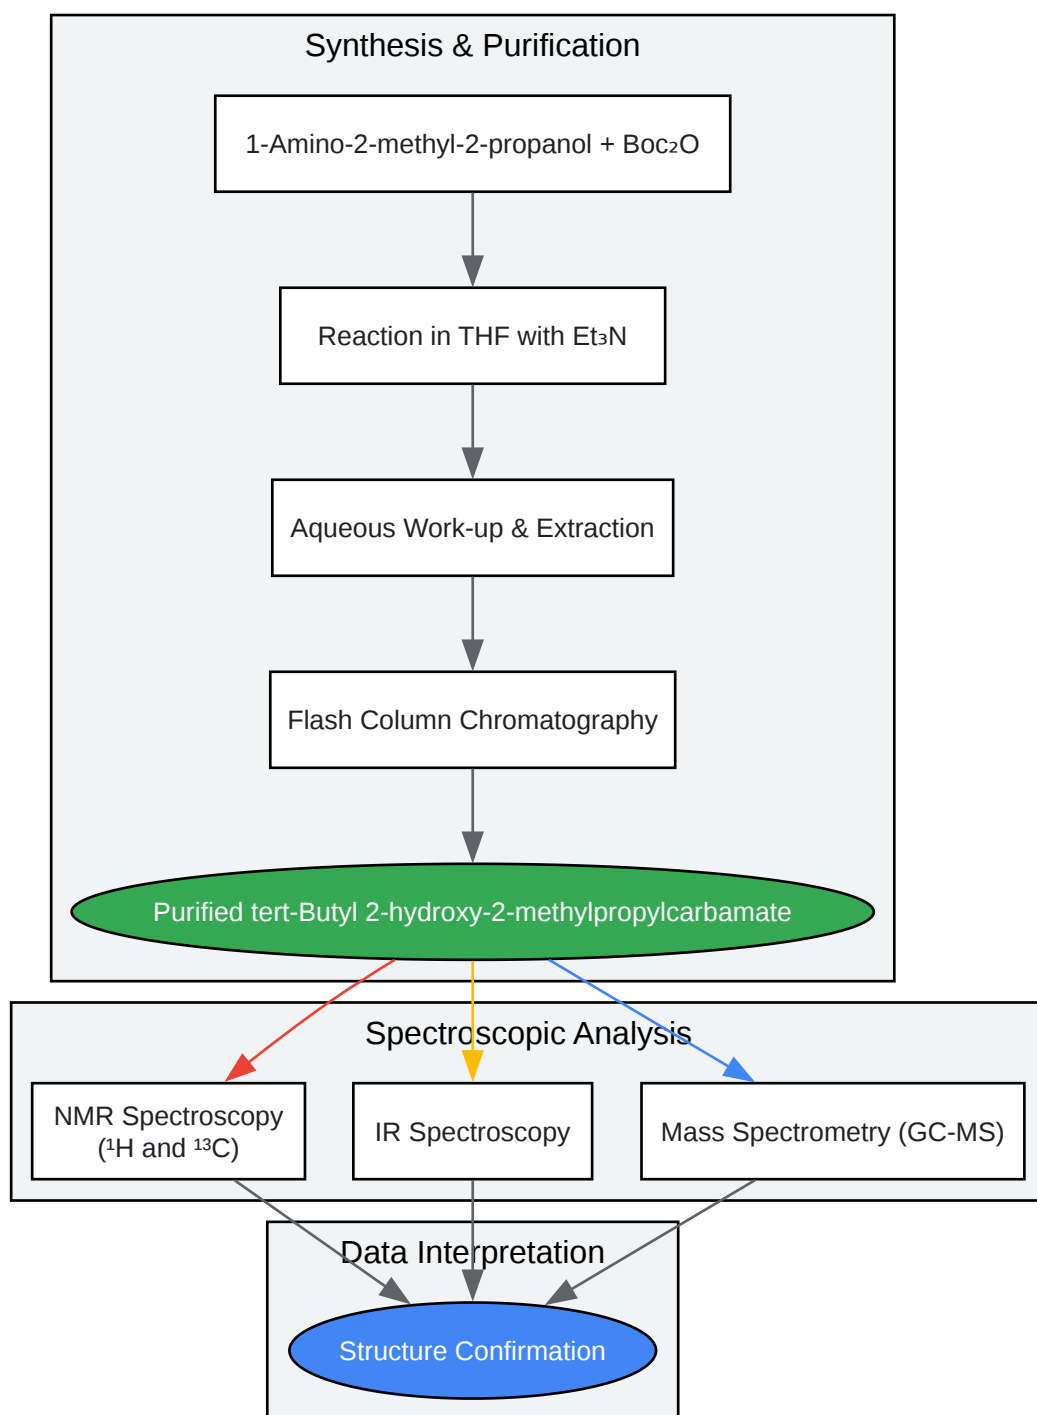 Synthesis & Purification
1-Amino-2-methyl-2-propanol + Boc₂O
Reaction in THF with Et₃N
Aqueous Work-up & Extraction
Flash Column Chromatography
Purified tert-Butyl 2-hydroxy-2-methylpropylcarbamate
Spectroscopic Analysis
NMR Spectroscopy
(¹H and ¹³C)
IR Spectroscopy
Mass Spectrometry (GC-MS)
Data Interpretation
Structure Confirmation